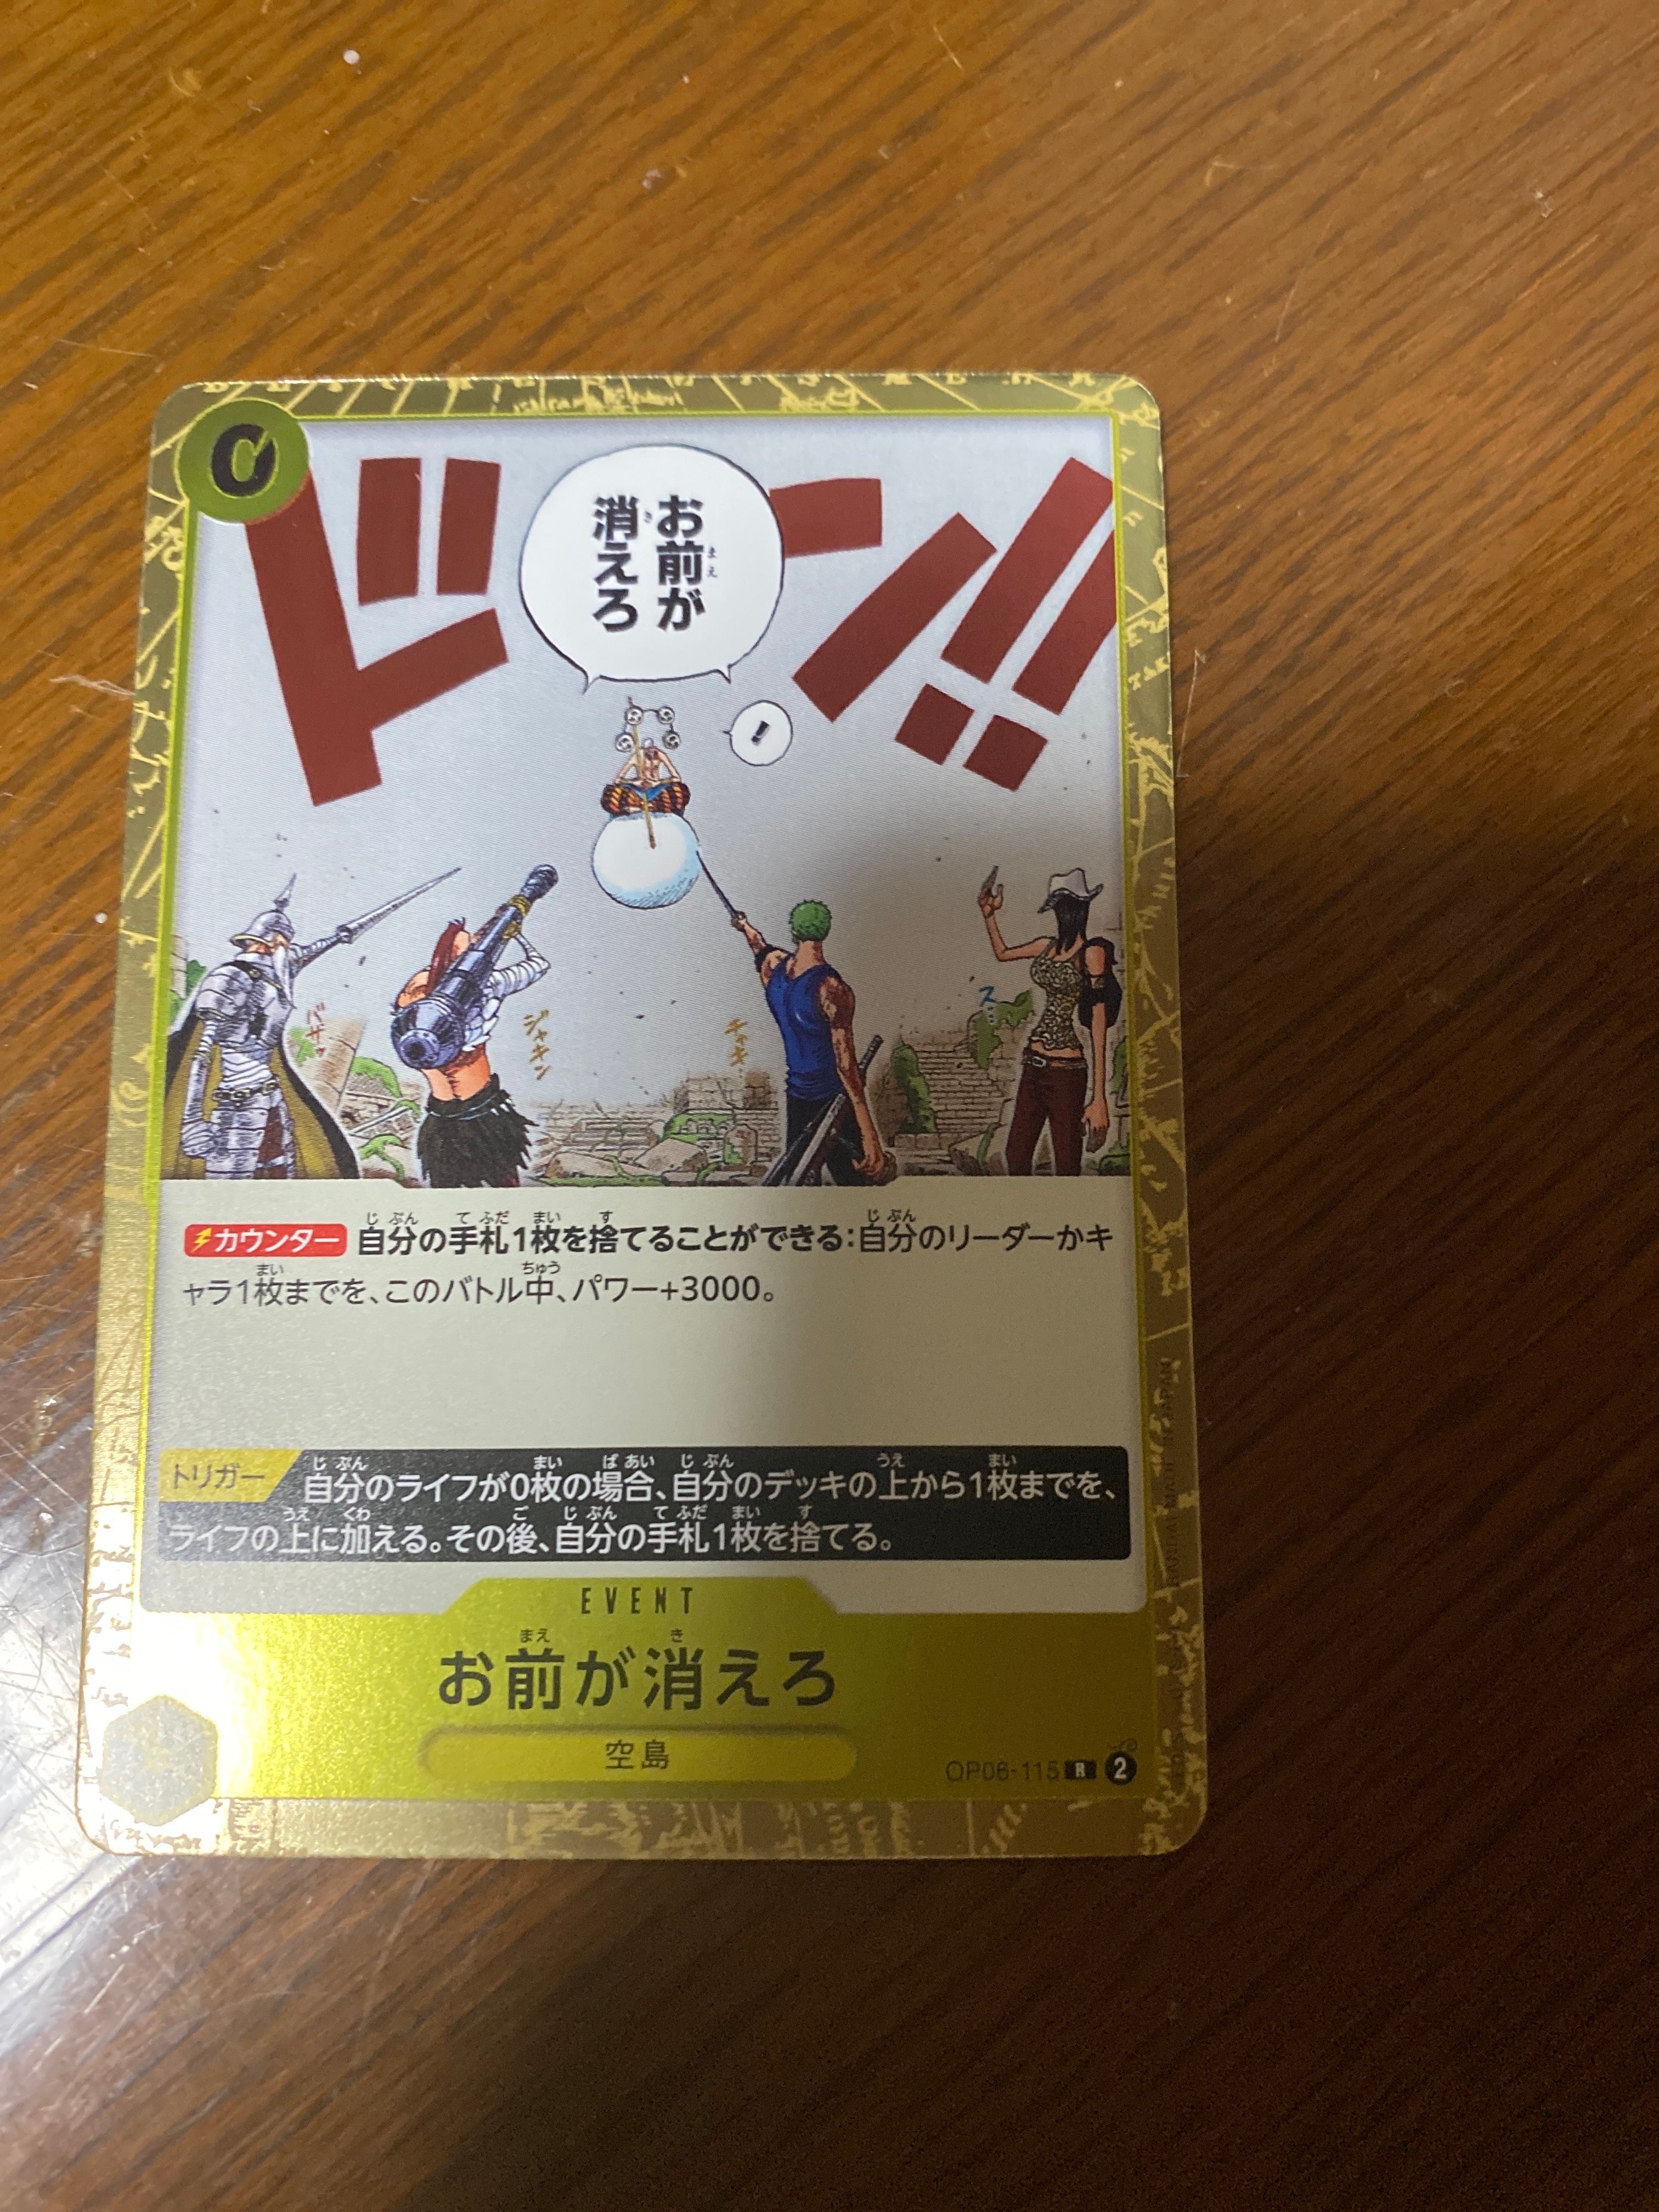 0
ドン!!
お前が
消えろ
!
バサッ
ジャキン
チャキ
ス…
カウンター 自分の手札1枚を捨てることができる：自分のリーダーかキ
ャラ1枚までを、このバトル中、パワー+3000。
トリガー 自分のライフが0枚の場合、自分のデッキの上から1枚までを、
ライフの上に加える。その後、自分の手札1枚を捨てる。
EVENT
お前が消えろ
空島
OP06-115 R 2